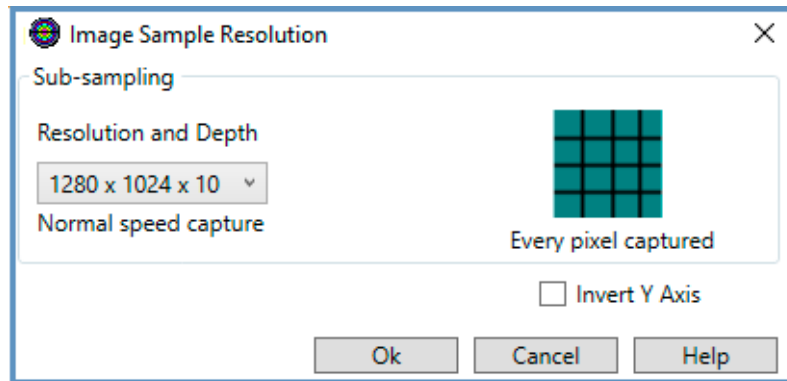 Image Sample Resolution
Sub-sampling
Resolution and Depth
1280 x 1024 x 10
Normal speed capture
Every pixel captured
Invert Y Axis
Ok Cancel Help